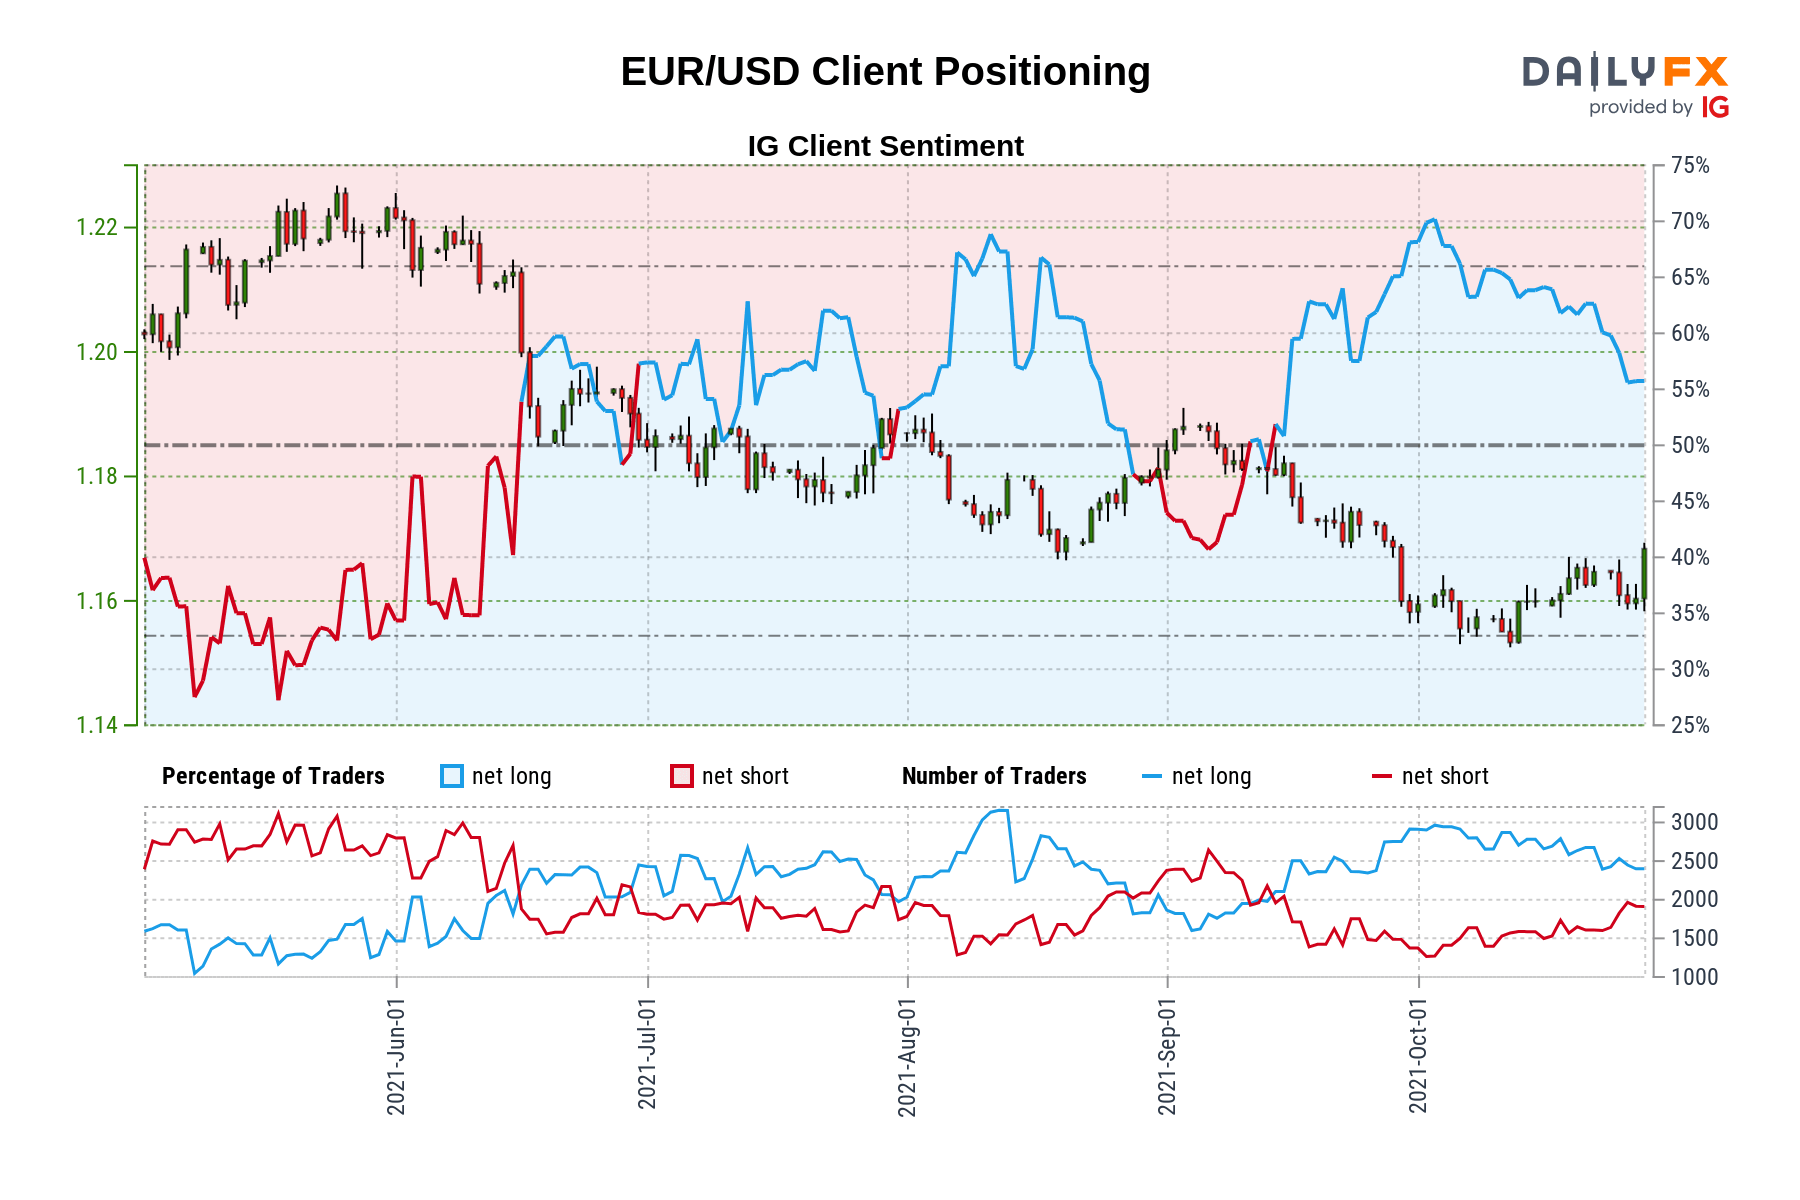 EUR/USD Client Positioning
DAILYFX
provided by IG
IG Client Sentiment
1.22
1.20
1.18
1.16
1.14
75%
70%
65%
60%
55%
50%
45%
40%
35%
30%
25%
Percentage of Traders net long net short Number of Traders net long net short
3000
2500
2000
1500
1000
2021-Jun-01
2021-Jul-01
2021-Aug-01
2021-Sep-01
2021-Oct-01